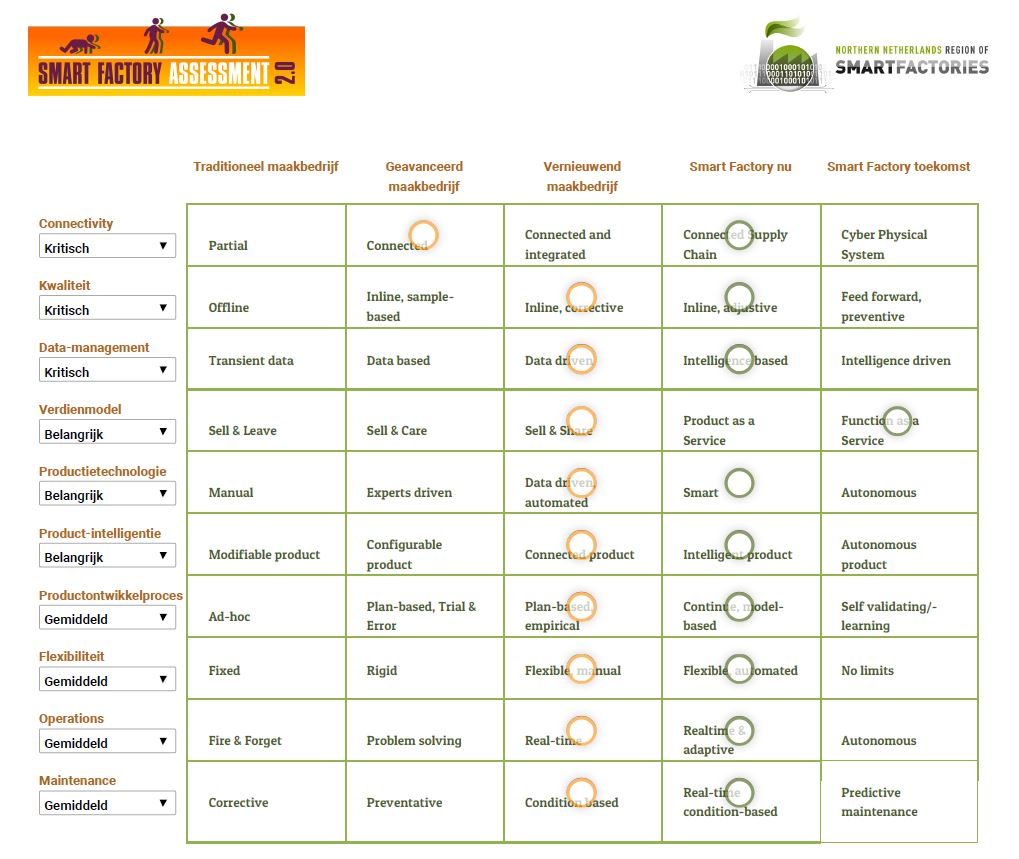 SMART FACTORY ASSESSMENT 2.0
NORTHERN NETHERLANDS REGION OF
SMARTFACTORIES
Traditioneel maakbedrijf
Geavanceerd
maakbedrijf
Vernieuwend
maakbedrijf
Smart Factory nu
Smart Factory toekomst
Connectivity
Kritisch
Partial
Connected
Connected and
integrated
Connected Supply
Chain
Cyber Physical
System
Kwaliteit
Kritisch
Offline
Inline, sample-
based
Inline, corrective
Inline, adjustive
Feed forward,
preventive
Data-management
Kritisch
Transient data
Data based
Data driven
Intelligence based
Intelligence driven
Verdienmodel
Belangrijk
Sell & Leave
Sell & Care
Sell & Share
Product as a
Service
Function as a
Service
Productietechnologie
Belangrijk
Manual
Experts driven
Data driven,
automated
Smart
Autonomous
Product-intelligentie
Belangrijk
Modifiable product
Configurable
product
Connected product
Intelligent product
Autonomous
product
Productontwikkelproces
Gemiddeld
Ad-hoc
Plan-based, Trial &
Error
Plan-based,
empirical
Continue, model-
based
Self validating/-
learning
Flexibiliteit
Gemiddeld
Fixed
Rigid
Flexible, manual
Flexible, automated
No limits
Operations
Gemiddeld
Fire & Forget
Problem solving
Real-time
Realtime &
adaptive
Autonomous
Maintenance
Gemiddeld
Corrective
Preventative
Condition based
Real-time
condition-based
Predictive
maintenance